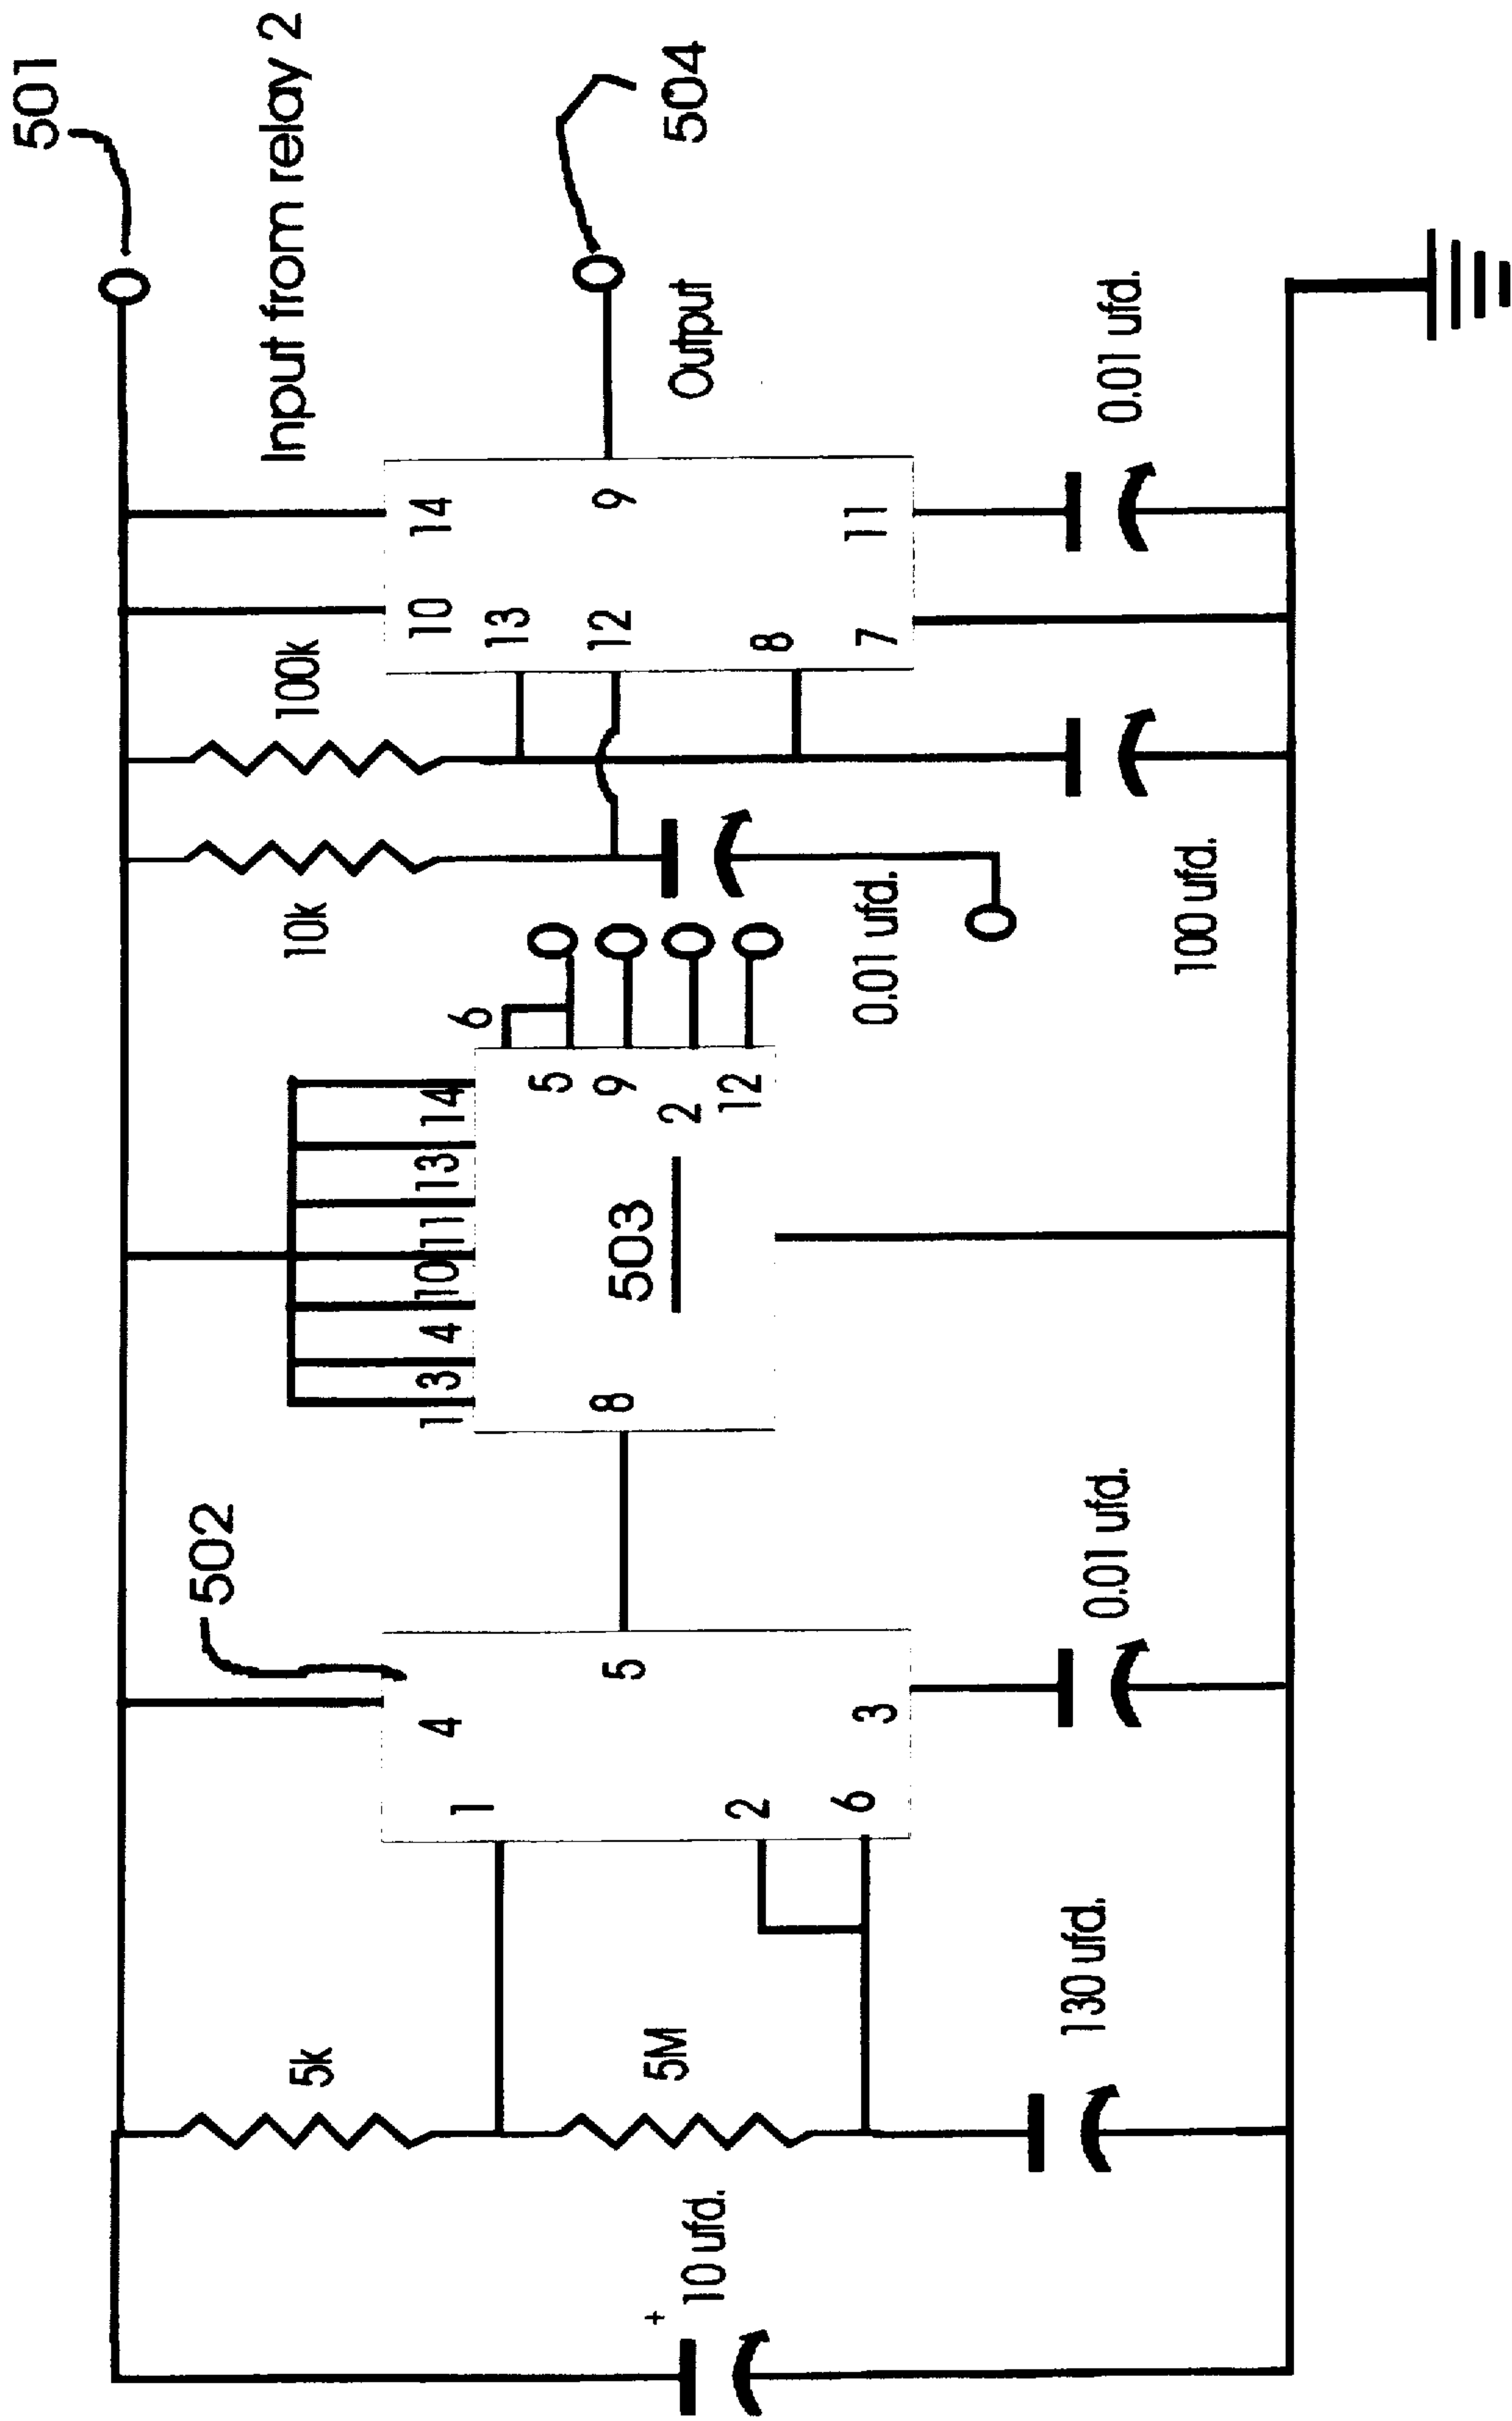 501
502
Input from relay 2
5k
10k
100k
1 3 4 10 11 13 14
4
10
14
1
6
13
5
8
5
9
12
9
503
5M
2
12
Output
504
+
10 ufd.
2
8
6
3
7
11
0.01 ufd.
130 ufd.
0.01 ufd.
0.01 ufd.
100 ufd.